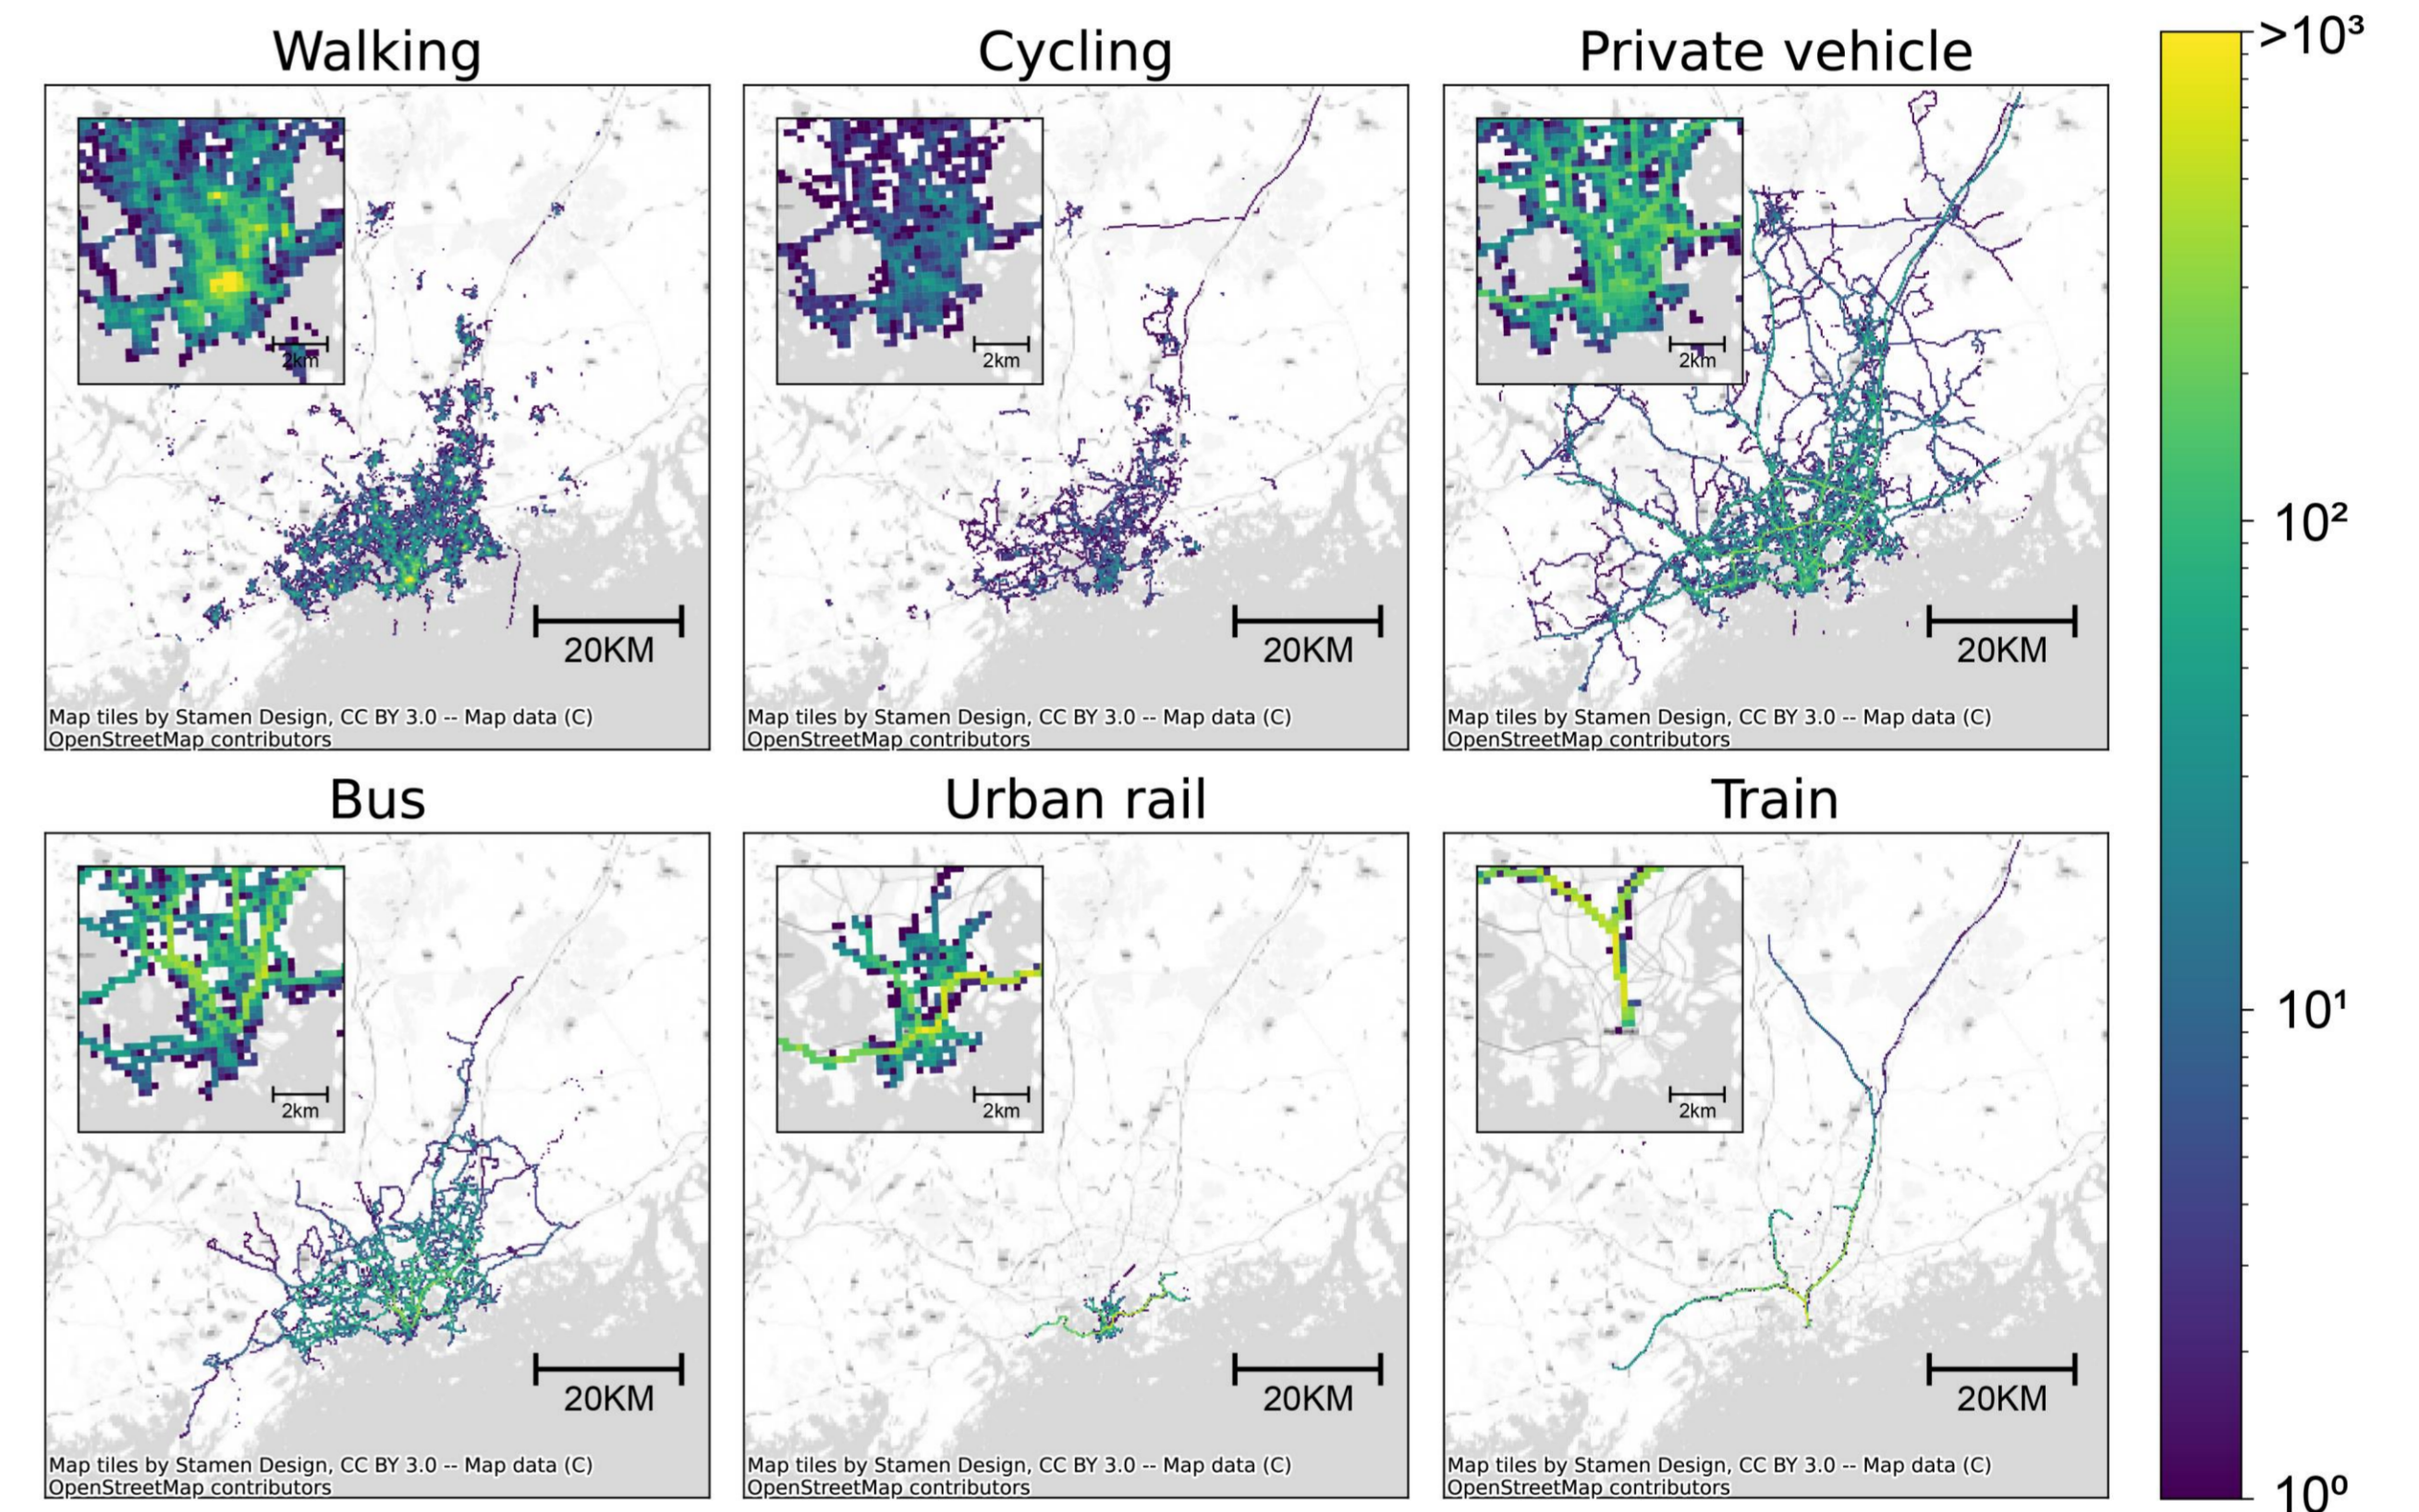 Walking
Cycling
Private vehicle
2km
2km
2km
20KM
20KM
20KM
Map tiles by Stamen Design, CC BY 3.0 -- Map data (C)
OpenStreetMap contributors
Map tiles by Stamen Design, CC BY 3.0 -- Map data (C)
OpenStreetMap contributors
Map tiles by Stamen Design, CC BY 3.0 -- Map data (C)
OpenStreetMap contributors
Bus
Urban rail
Train
2km
2km
2km
20KM
20KM
20KM
Map tiles by Stamen Design, CC BY 3.0 -- Map data (C)
OpenStreetMap contributors
Map tiles by Stamen Design, CC BY 3.0 -- Map data (C)
OpenStreetMap contributors
Map tiles by Stamen Design, CC BY 3.0 -- Map data (C)
OpenStreetMap contributors
>10³
10²
10¹
10⁰